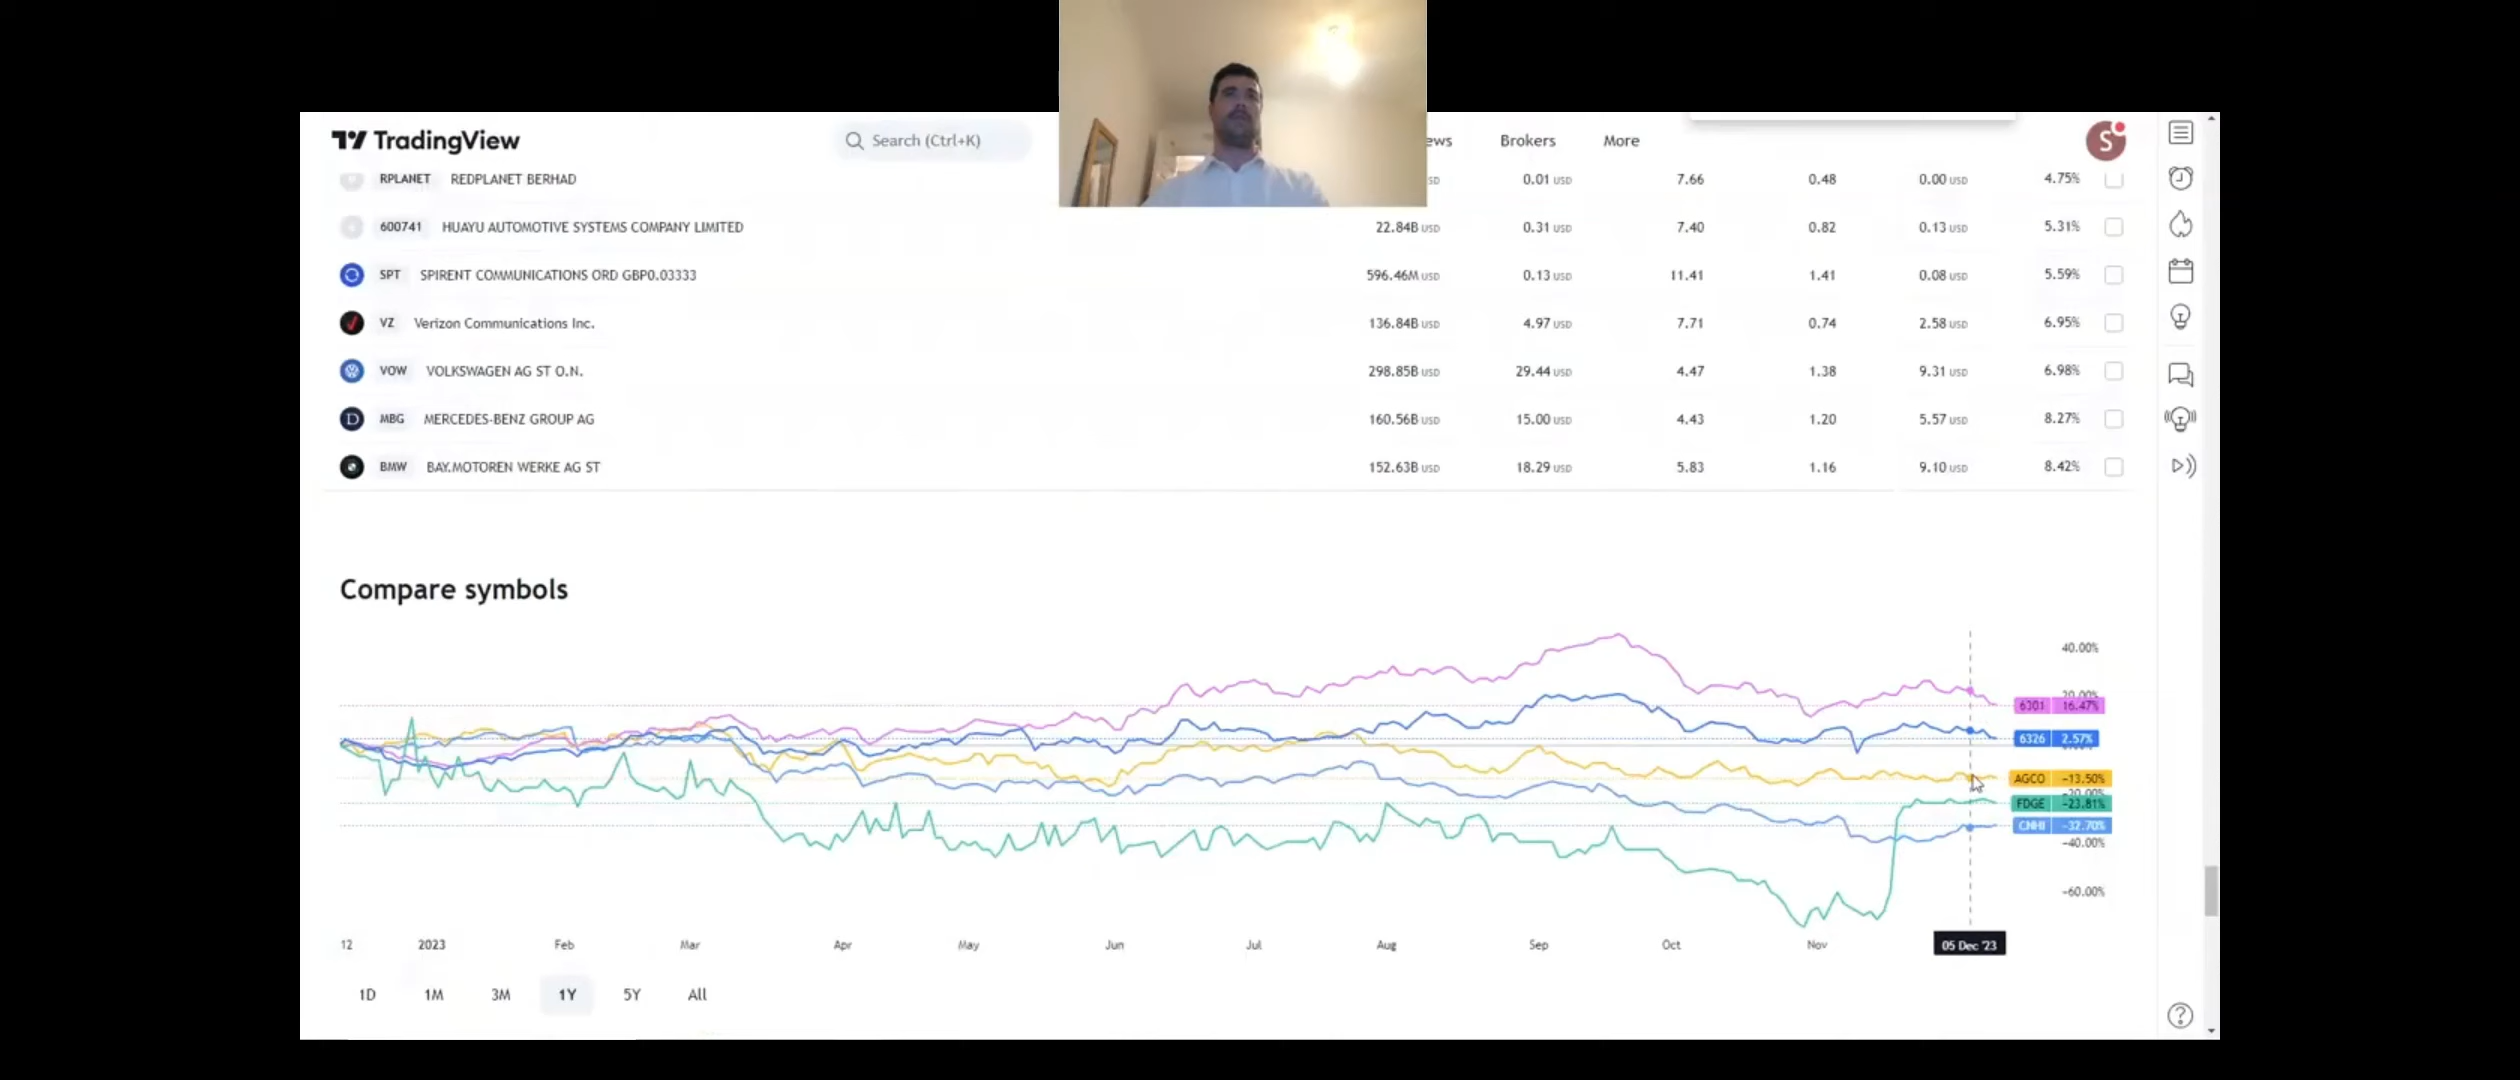 TradingView
Search (Ctrl+K)
ews
Brokers
More
S
RPLANET REDPLANET BERHAD SD 0.01 USD 7.66 0.48 0.00 USD 4.75%
600741 HUAYU AUTOMOTIVE SYSTEMS COMPANY LIMITED 22.84B USD 0.31 USD 7.40 0.82 0.13 USD 5.31%
SPT SPIRENT COMMUNICATIONS ORD GBP0.03333 596.46M USD 0.13 USD 11.41 1.41 0.08 USD 5.59%
VZ Verizon Communications Inc. 136.84B USD 4.97 USD 7.71 0.74 2.58 USD 6.95%
VOW VOLKSWAGEN AG ST O.N. 298.85B USD 29.44 USD 4.47 1.38 9.31 USD 6.98%
MBG MERCEDES-BENZ GROUP AG 160.56B USD 15.00 USD 4.43 1.20 5.57 USD 8.27%
BMW BAY.MOTOREN WERKE AG ST 152.63B USD 18.29 USD 5.83 1.16 9.10 USD 8.42%
Compare symbols
40.00%
20.00%
6301 16.47%
6326 2.57%
AGCO -13.50%
-20.00%
FDGE -23.81%
CNHI -32.70%
-40.00%
-60.00%
12 2023 Feb Mar Apr May Jun Jul Aug Sep Oct Nov 05 Dec '23
1D 1M 3M 1Y 5Y All